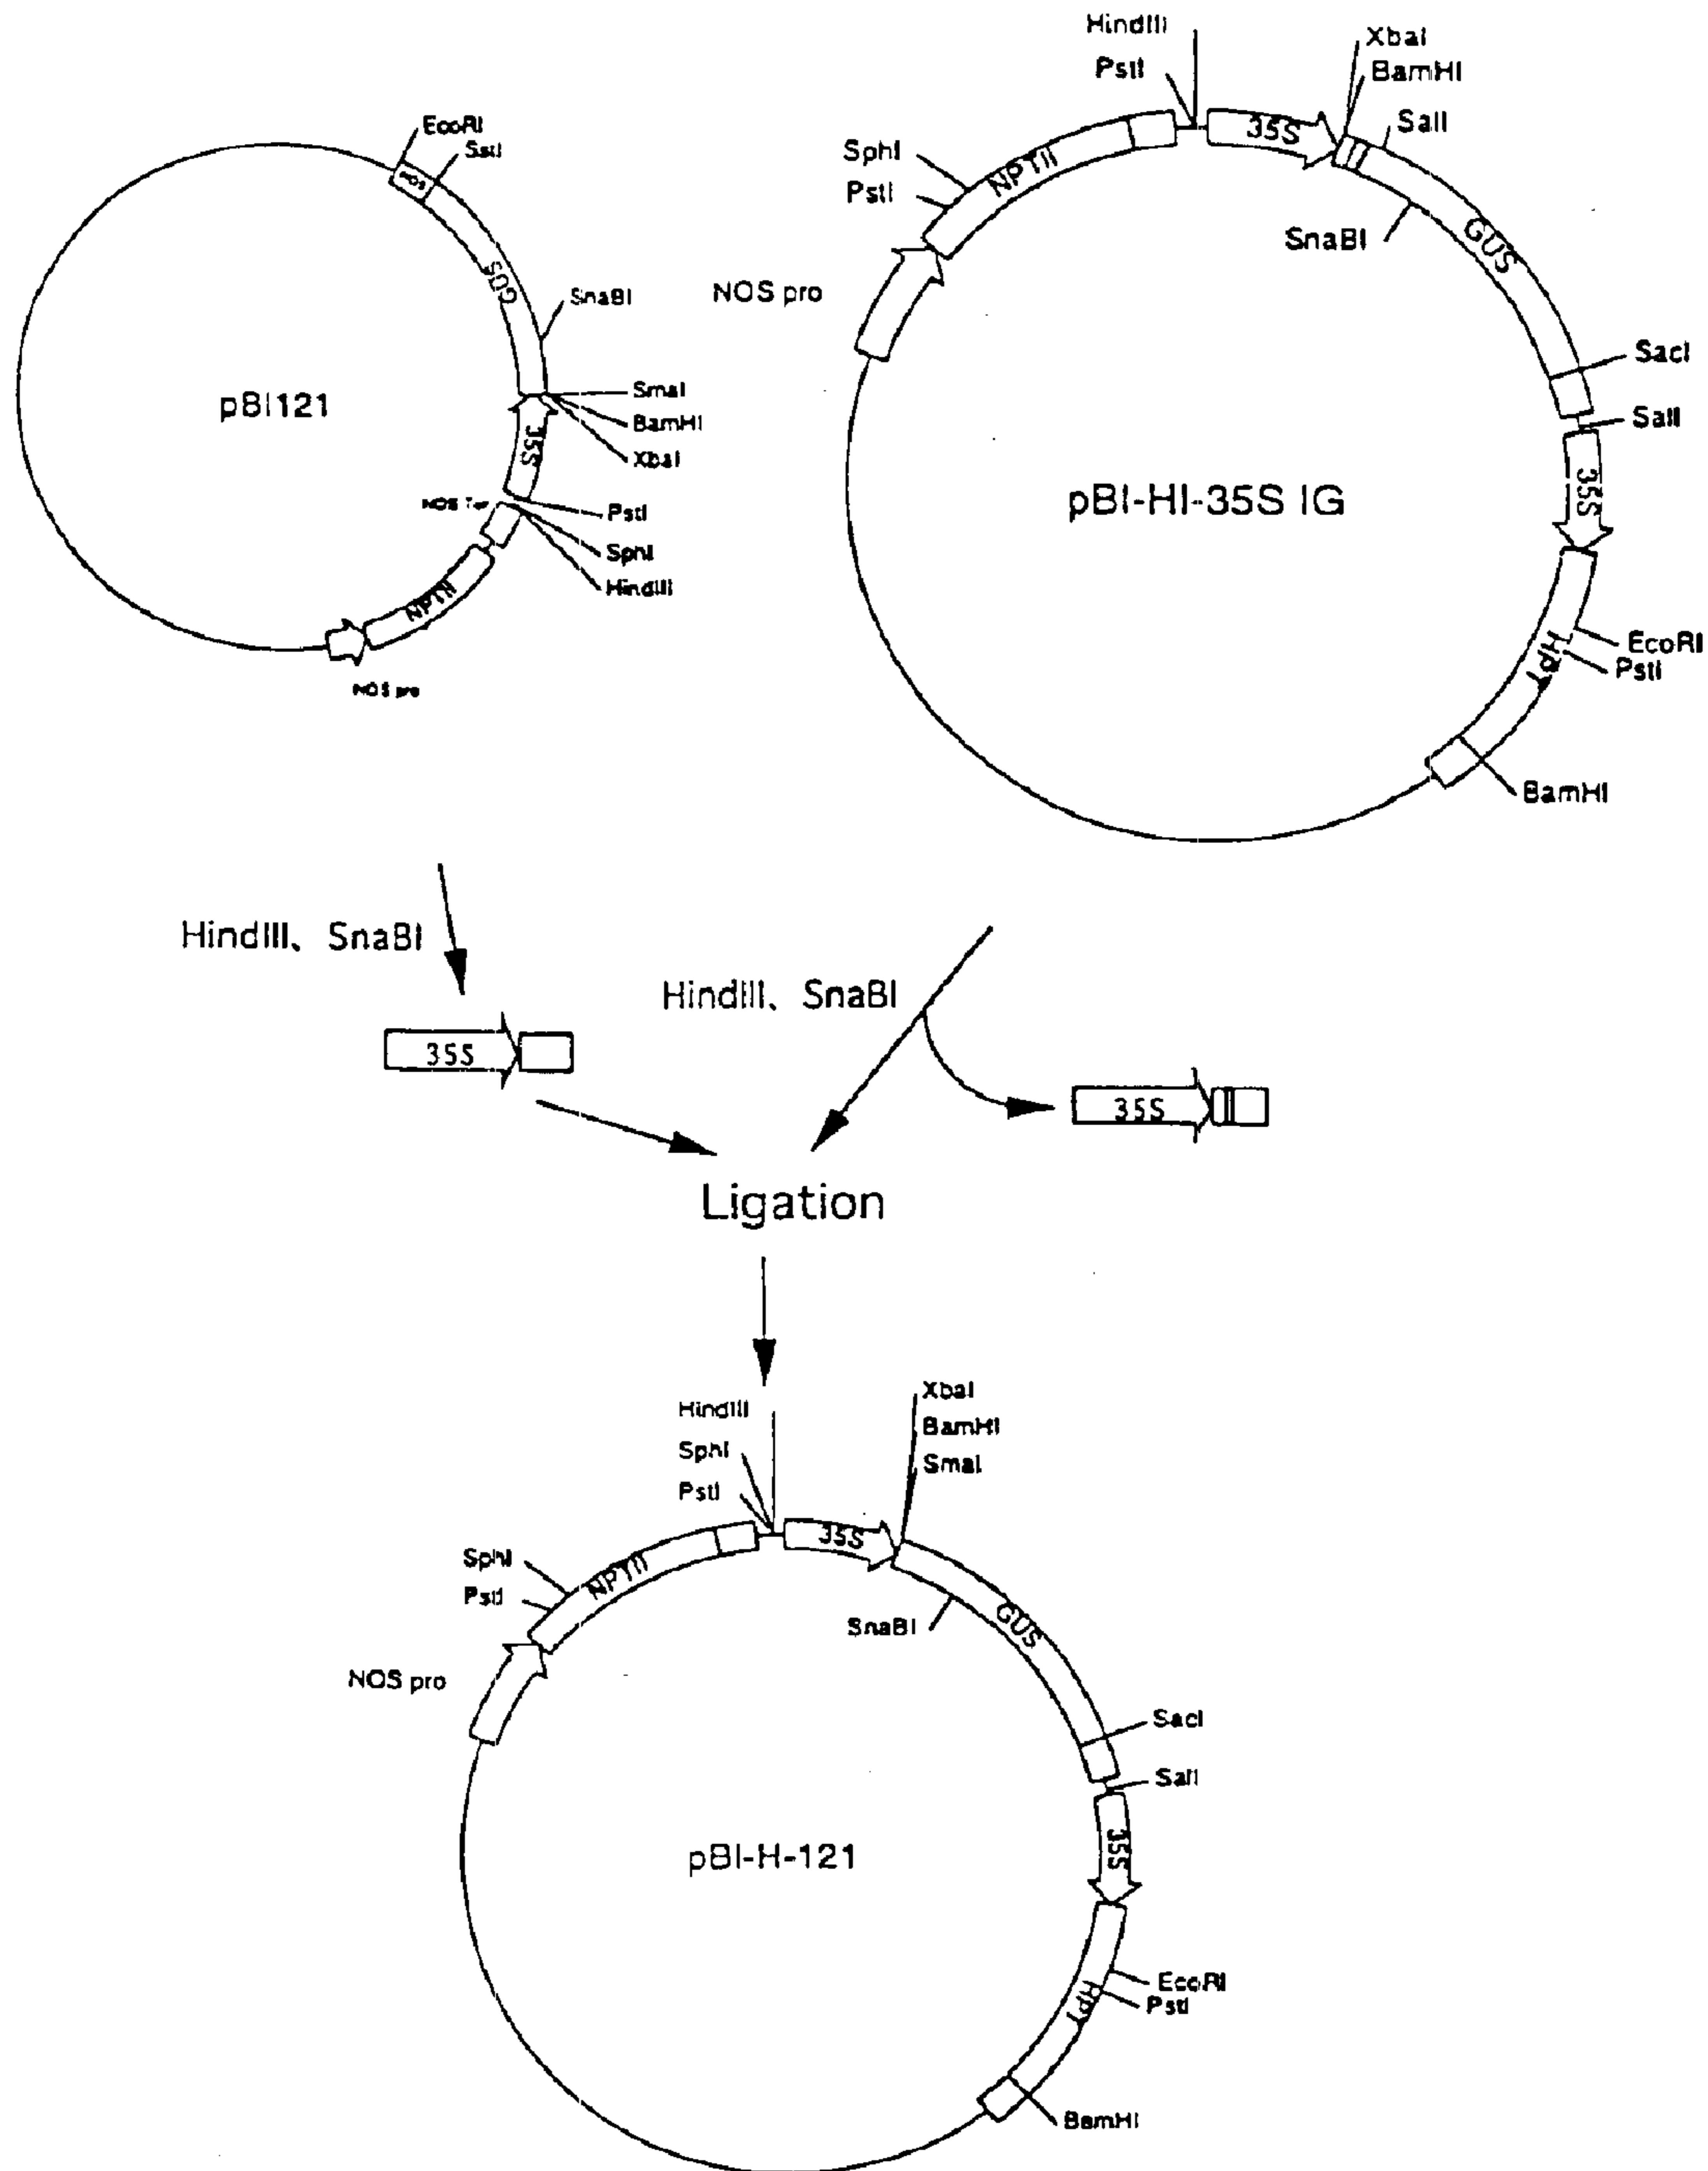 EcoRI
SstI
nos
GUS
SnaBI
pBI121
SmaI
BamHI
XbaI
35S
NOS Ter
PstI
SphI
HindIII
NPTII
NOS pro
HindIII
PstI
XbaI
BamHI
SalI
35S
SphI
PstI
NPTII
SnaBI
GUS
NOS pro
SacI
SalI
pBI-HI-35S IG
35S
EcoRI
PstI
HPT
BamHI
HindIII、SnaBI
HindIII、SnaBI
35S
35S
Ligation
HindIII
SphI
PstI
XbaI
BamHI
SmaI
35S
SphI
PstI
NPTII
SnaBI
GUS
NOS pro
SacI
SalI
pBI-H-121
35S
EcoRI
PstI
HPT
BamHI